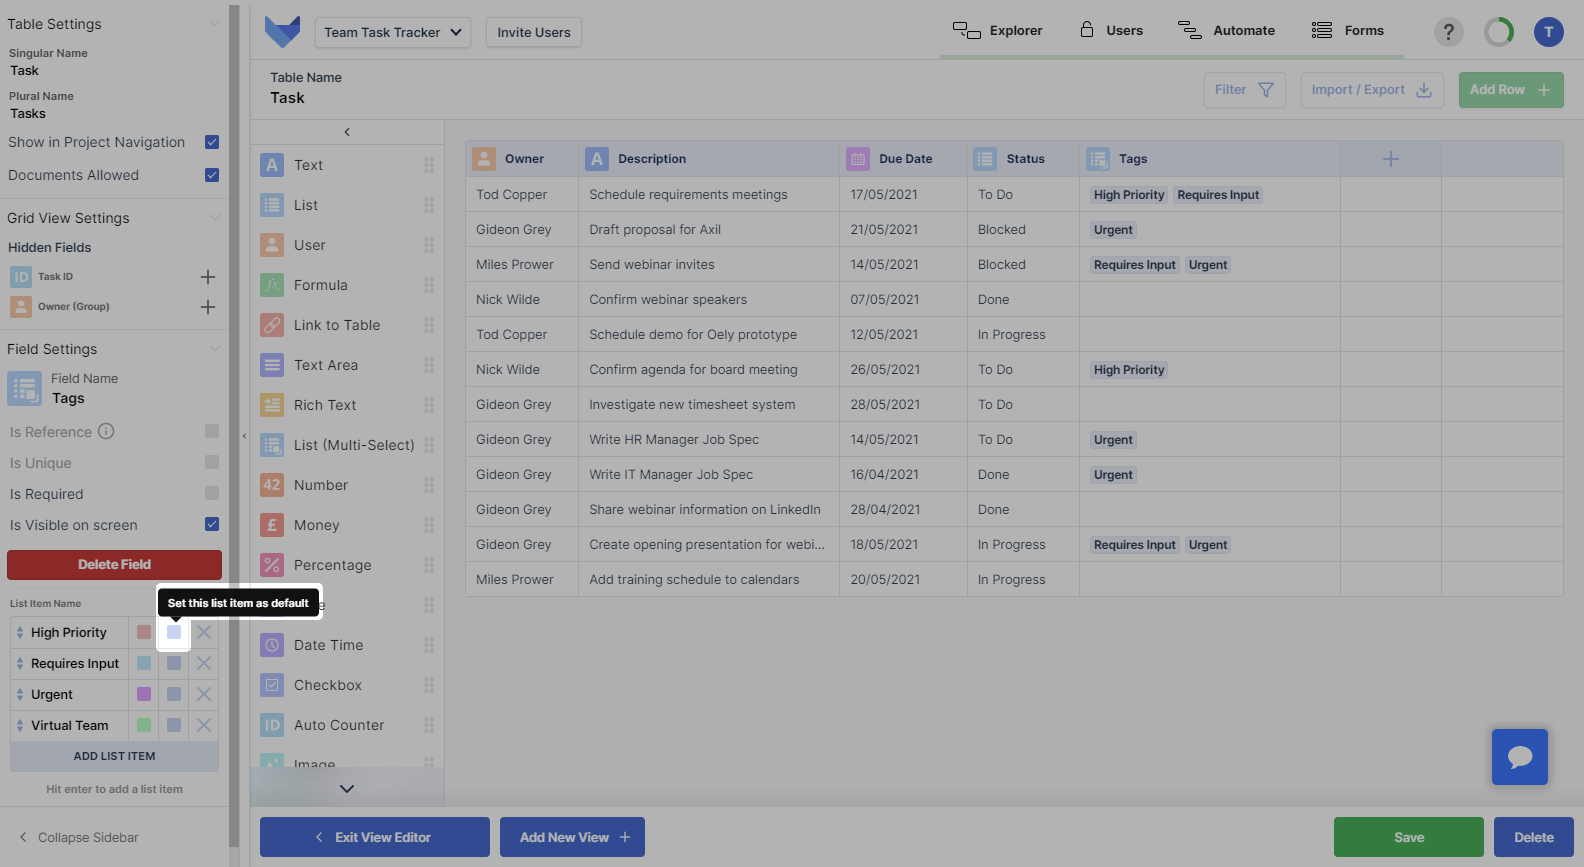 Table Settings
Singular Name
Task
Plural Name
Tasks
Show in Project Navigation
Documents Allowed
Grid View Settings
Hidden Fields
ID Task ID
Owner (Group)
Field Settings
Field Name
Tags
Is Reference
Is Unique
Is Required
Is Visible on screen
Delete Field
List Item Name
Set this list item as default
High Priority
Requires Input
Urgent
Virtual Team
ADD LIST ITEM
Hit enter to add a list item
Collapse Sidebar
Team Task Tracker
Invite Users
Explorer
Users
Automate
Forms
?
T
Table Name
Task
Filter
Import / Export
Add Row
A Text
List
User
fx Formula
Link to Table
Text Area
Rich Text
List (Multi-Select)
42 Number
£ Money
% Percentage
e
Date Time
Checkbox
ID Auto Counter
Image
Owner A Description Due Date Status Tags
Tod Copper Schedule requirements meetings 17/05/2021 To Do High Priority Requires Input
Gideon Grey Draft proposal for Axil 21/05/2021 Blocked Urgent
Miles Prower Send webinar invites 14/05/2021 Blocked Requires Input Urgent
Nick Wilde Confirm webinar speakers 07/05/2021 Done
Tod Copper Schedule demo for Oely prototype 12/05/2021 In Progress
Nick Wilde Confirm agenda for board meeting 26/05/2021 To Do High Priority
Gideon Grey Investigate new timesheet system 28/05/2021 To Do
Gideon Grey Write HR Manager Job Spec 14/05/2021 To Do Urgent
Gideon Grey Write IT Manager Job Spec 16/04/2021 Done Urgent
Gideon Grey Share webinar information on LinkedIn 28/04/2021 Done
Gideon Grey Create opening presentation for webi... 18/05/2021 In Progress Requires Input Urgent
Miles Prower Add training schedule to calendars 20/05/2021 In Progress
Exit View Editor
Add New View
Save
Delete